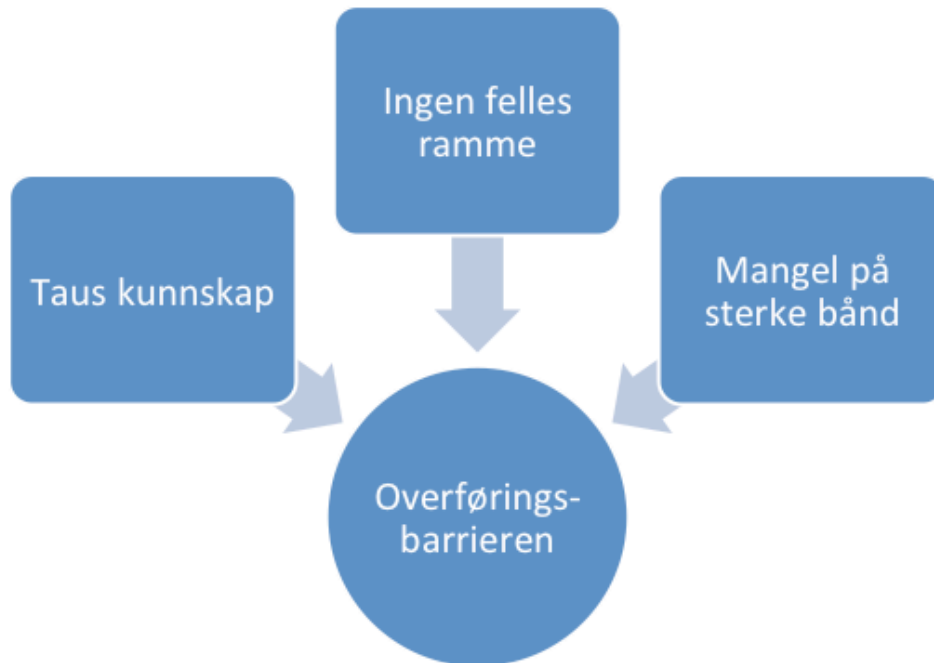 Ingen felles
ramme
Taus kunnskap
Mangel på
sterke bånd
Overførings-
barrieren